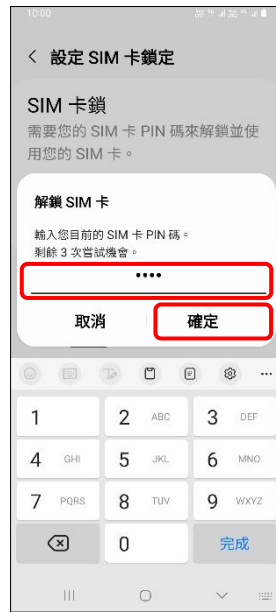 10:00
< 設定 SIM 卡鎖定
SIM 卡鎖
需要您的 SIM 卡 PIN 碼來解鎖並使
用您的 SIM 卡。
解鎖 SIM 卡
輸入您目前的 SIM 卡 PIN 碼。
剩餘 3 次嘗試機會。
••••
取消 確定
1 2 ABC 3 DEF
4 GHI 5 JKL 6 MNO
7 PQRS 8 TUV 9 WXYZ
0 完成